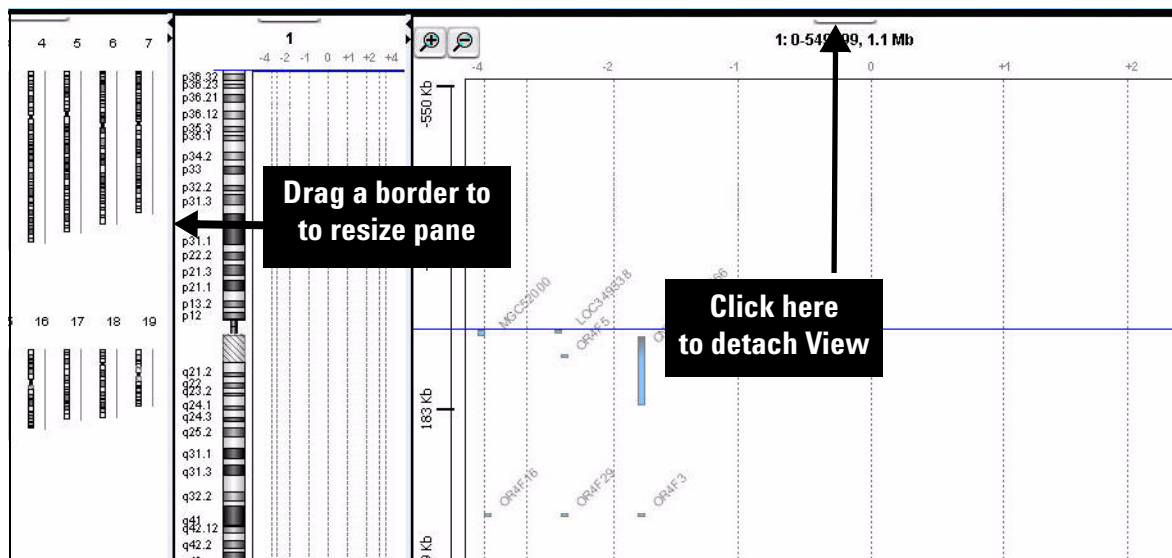 4 5 6 7
16 17 18 19
1
-4 -2 -1 0 +1 +2 +4
p36.32
p36.23
p36.21
p36.12
p35.3
p35.1
p34.2
p33
p32.2
p31.3
p31.1
p22.2
p21.3
p21.1
p13.2
p12
q21.2
q22
q23.2
q24.1
q24.3
q25.2
q31.1
q31.3
q32.2
q41
q42.12
q42.2
Drag a border to
to resize pane
-4 -2 -1 0 +1 +2
-550 Kb
183 Kb
MGC52000
OR4F5
OR4F16
OR4F29
OR4F3
Click here
to detach View